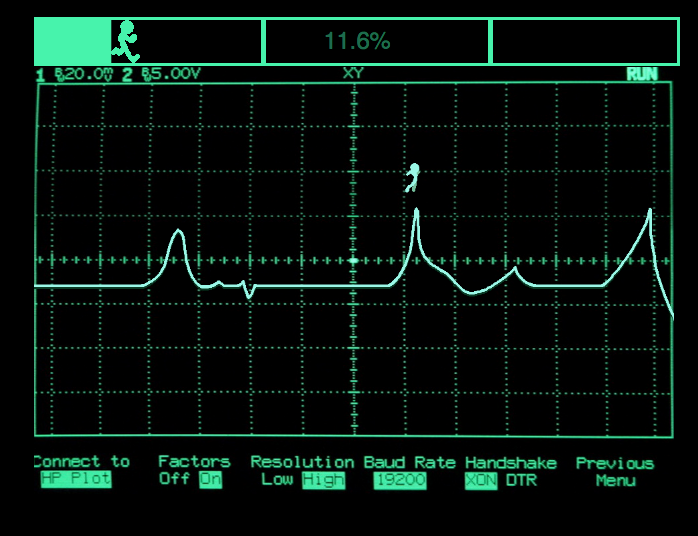 11.6%
1 20.0m 2 5.00V XY RUN
Connect to Factors Resolution Baud Rate Handshake Previous
HP Plot Off On Low High 19200 XON DTR Menu